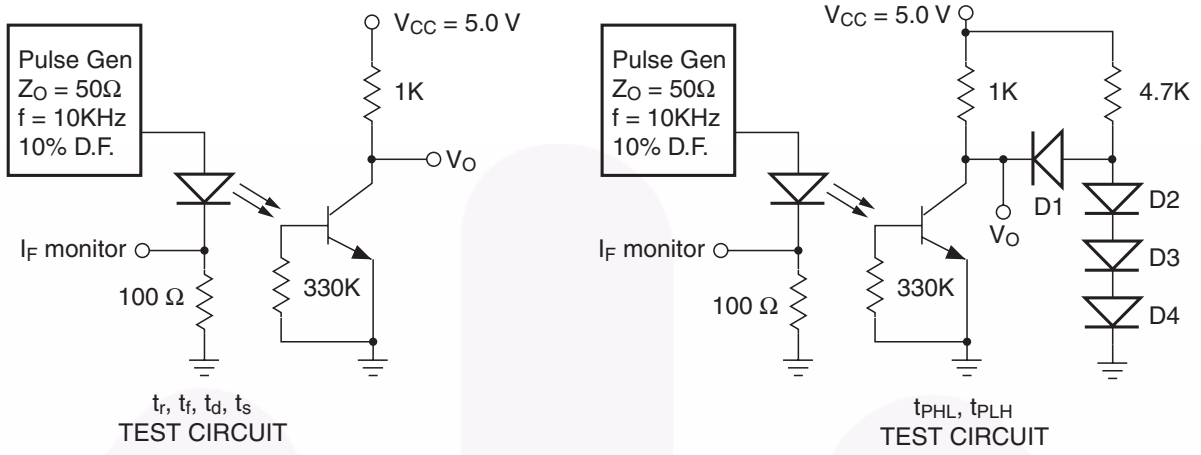 Pulse Gen
Z_O = 50Ω
f = 10KHz
10% D.F.
V_CC = 5.0 V
1K
V_O
I_F monitor
100 Ω
330K
t_r, t_f, t_d, t_s
TEST CIRCUIT
Pulse Gen
Z_O = 50Ω
f = 10KHz
10% D.F.
V_CC = 5.0 V
1K
4.7K
D1
V_O
D2
D3
D4
I_F monitor
100 Ω
330K
t_PHL, t_PLH
TEST CIRCUIT